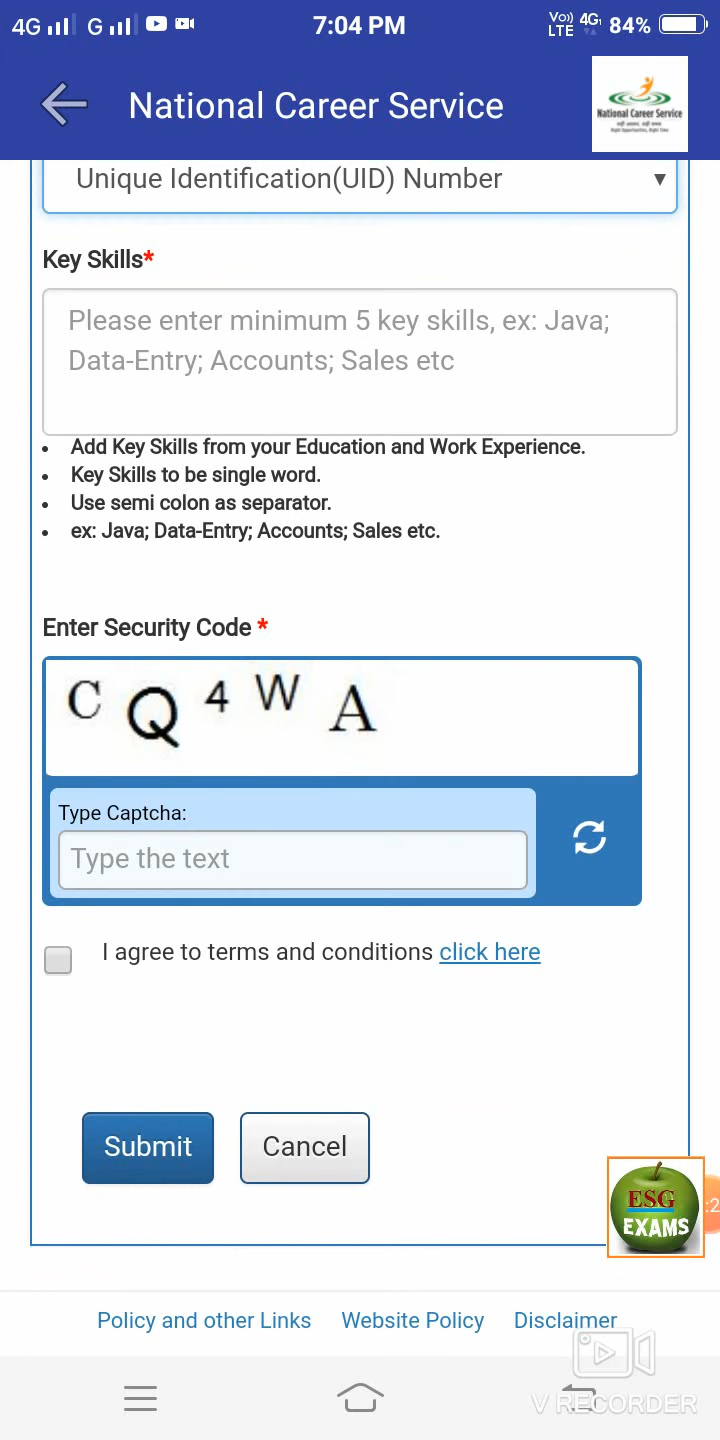 4G G 7:04 PM Vo)) LTE 4G 84%
National Career Service
National Career Service
Unique Identification(UID) Number
Key Skills*
Please enter minimum 5 key skills, ex: Java;
Data-Entry; Accounts; Sales etc
• Add Key Skills from your Education and Work Experience.
• Key Skills to be single word.
• Use semi colon as separator.
• ex: Java; Data-Entry; Accounts; Sales etc.
Enter Security Code *
C Q 4 W A
Type Captcha:
Type the text
I agree to terms and conditions click here
Submit Cancel
ESG
EXAMS
:2
Policy and other Links Website Policy Disclaimer
V RECORDER